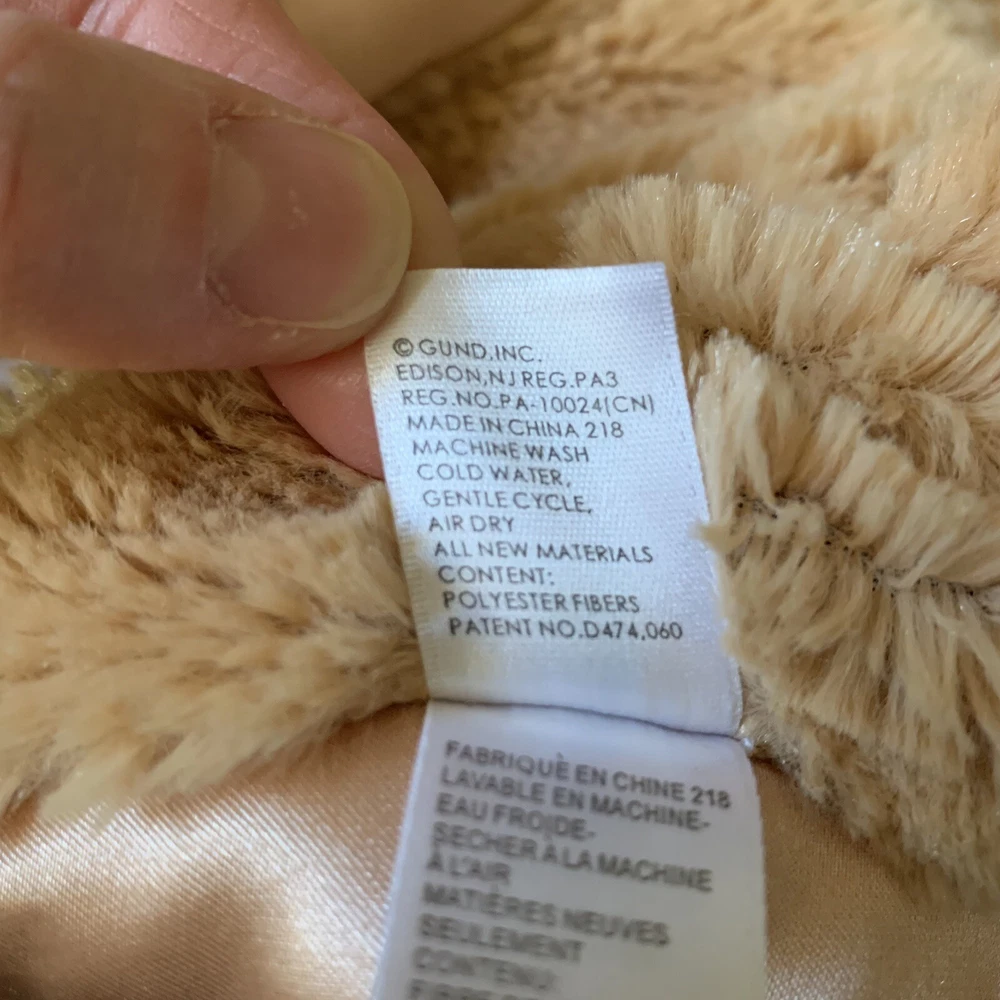 © GUND, INC.
EDISON, NJ REG.PA3
REG.NO.PA-10024(CN)
MADE IN CHINA 218
MACHINE WASH
COLD WATER,
GENTLE CYCLE,
AIR DRY
ALL NEW MATERIALS
CONTENT:
POLYESTER FIBERS
PATENT NO.D474,060
FABRIQUÈ EN CHINE 218
LAVABLE EN MACHINE-
EAU FROIDE-
SECHER A LA MACHINE
À L'AIR
MATIÈRES NEUVES
SEULEMENT
CONTENU: